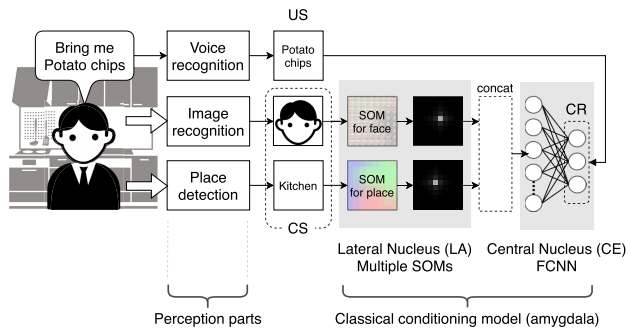 US
Bring me
Potato chips
Voice
recognition
Potato
chips
concat
Image
recognition
SOM
for face
CR
Place
detection
Kitchen
SOM
for place
CS
Lateral Nucleus (LA)
Multiple SOMs
Central Nucleus (CE)
FCNN
Perception parts
Classical conditioning model (amygdala)